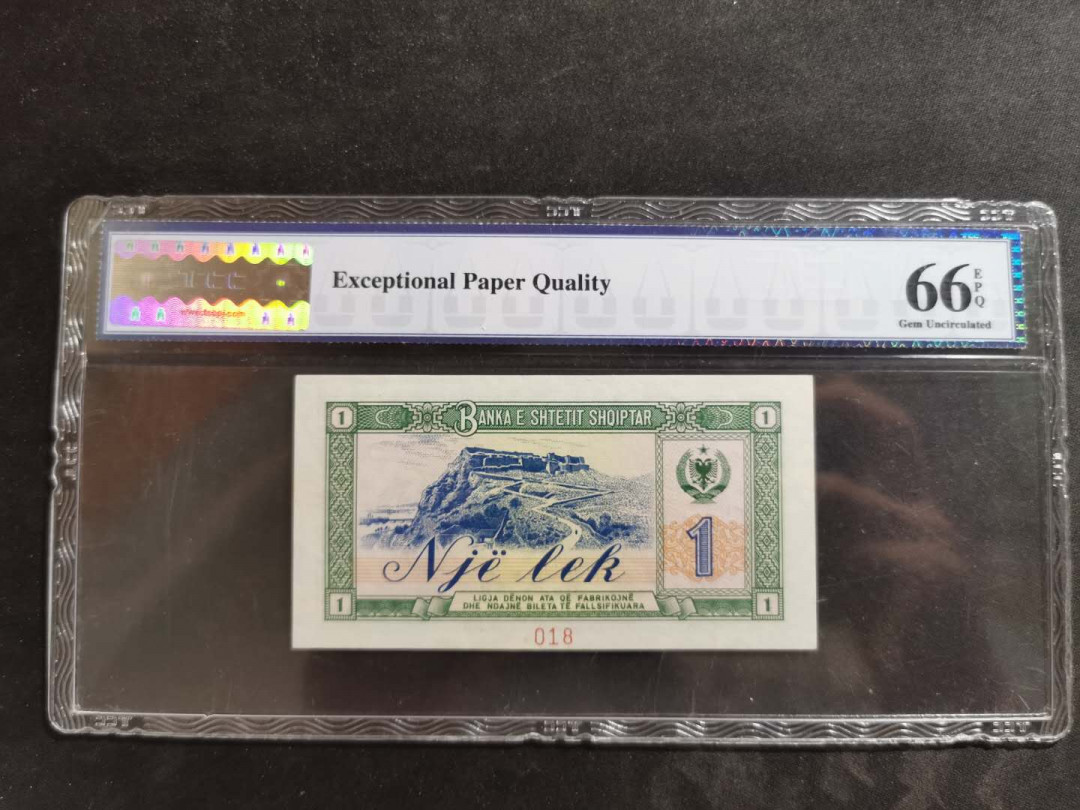 Exceptional Paper Quality
66 EPQ
Gem Uncirculated
1 BANKA E SHTETIT SHQIPTAR 1
1
Një lek
1 LIGJA DËNON ATA QË FABRIKOJNË 1
DHE NDAJNË BILETA TË FALLSIFIKUARA
018